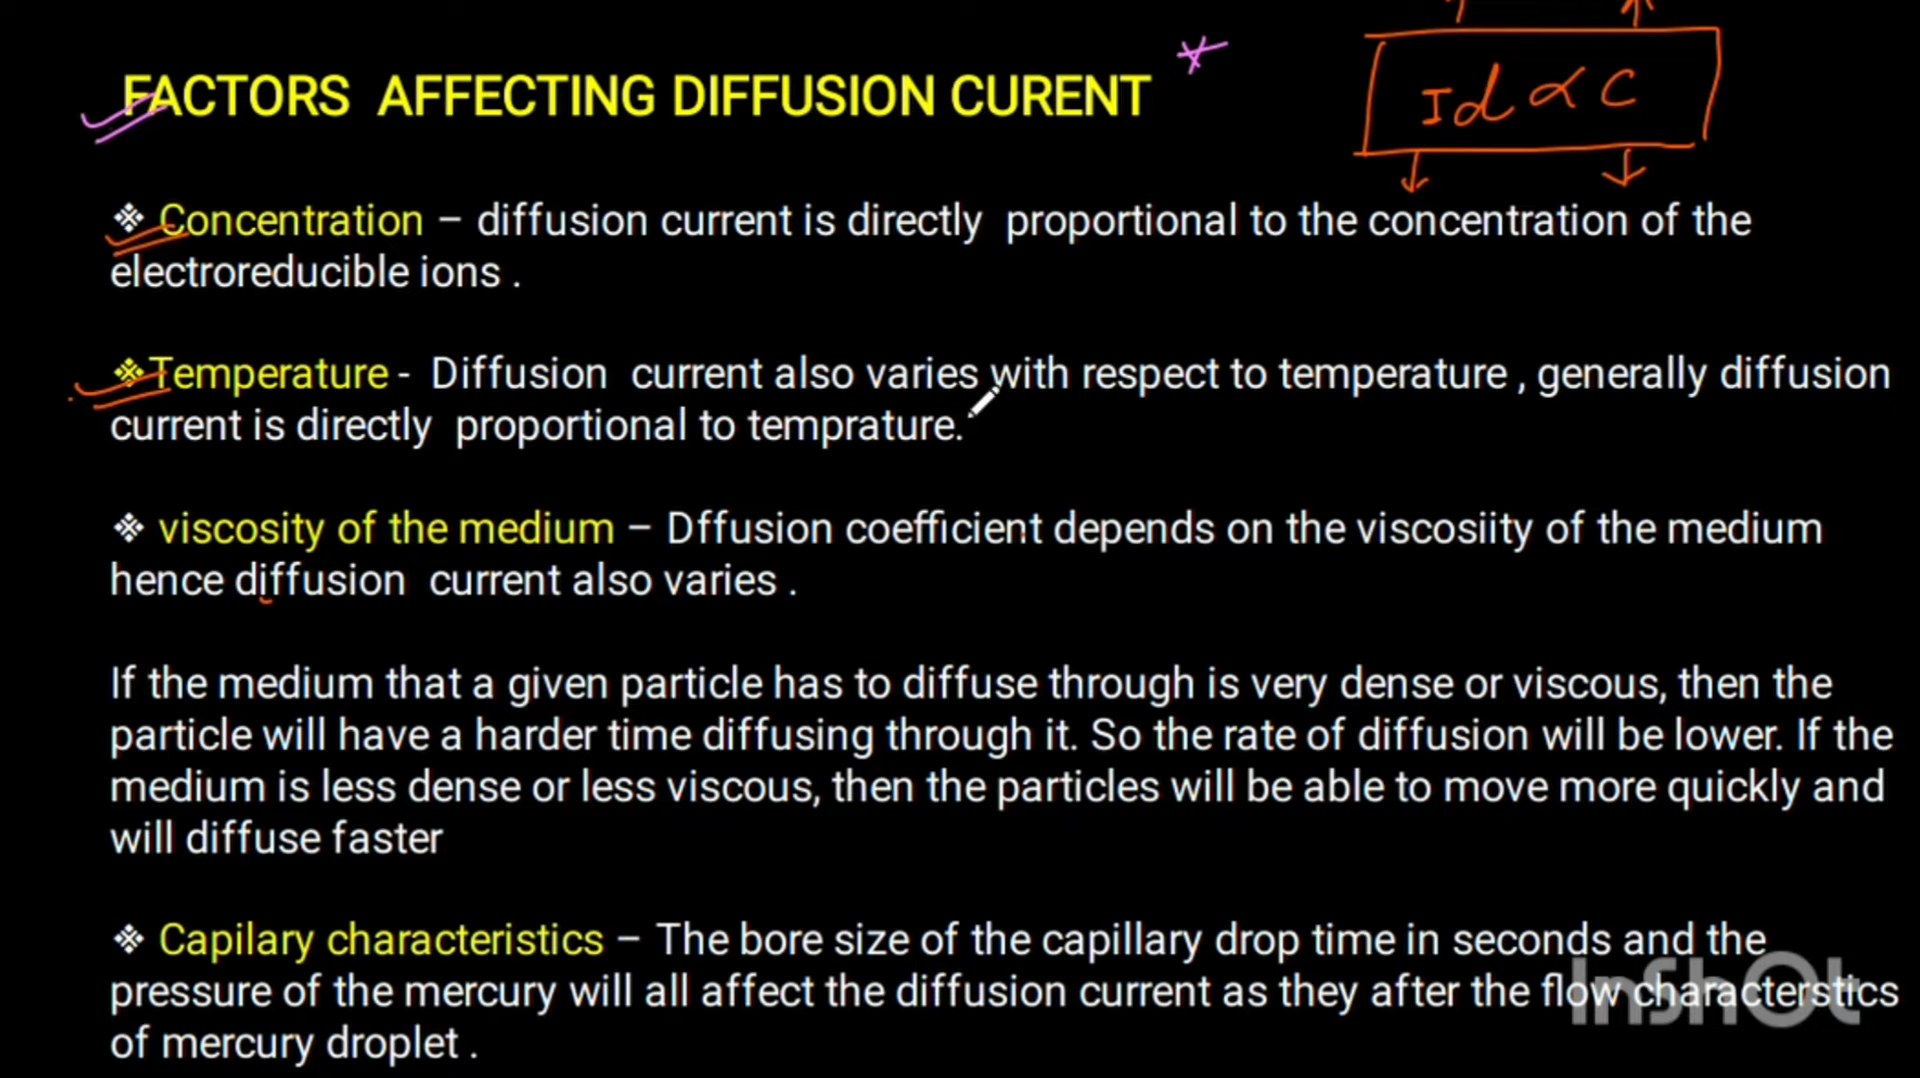 FACTORS AFFECTING DIFFUSION CURENT
Id ∝ C
❖ Concentration – diffusion current is directly proportional to the concentration of the
electroreducible ions .
❖Temperature - Diffusion current also varies with respect to temperature , generally diffusion
current is directly proportional to temprature.
❖ viscosity of the medium – Dffusion coefficient depends on the viscosiity of the medium
hence diffusion current also varies .
If the medium that a given particle has to diffuse through is very dense or viscous, then the
particle will have a harder time diffusing through it. So the rate of diffusion will be lower. If the
medium is less dense or less viscous, then the particles will be able to move more quickly and
will diffuse faster
❖ Capilary characteristics – The bore size of the capillary drop time in seconds and the
pressure of the mercury will all affect the diffusion current as they after the flow characterstics
of mercury droplet .
InShOt